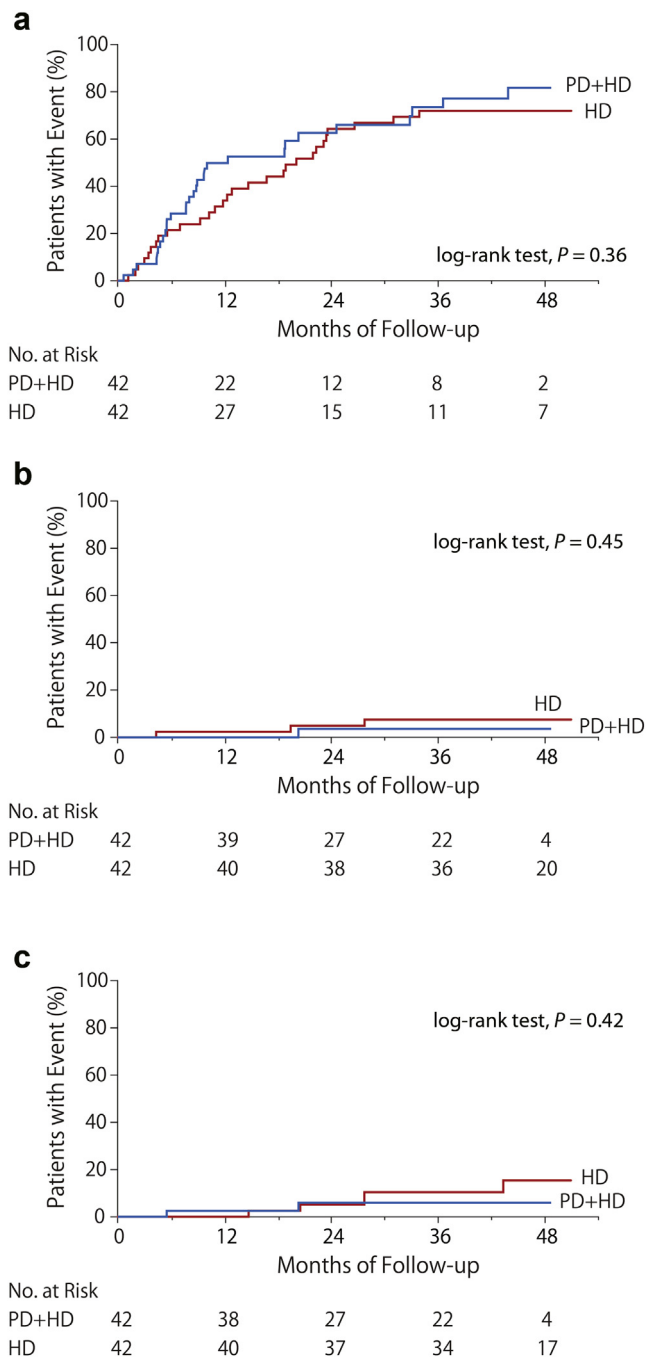 a
Patients with Event (%)
100
80
60
40
20
0
PD+HD
HD
log-rank test, P = 0.36
0 12 24 36 48
Months of Follow-up
No. at Risk
PD+HD 42 22 12 8 2
HD 42 27 15 11 7
b
Patients with Event (%)
100
80
60
40
20
0
log-rank test, P = 0.45
HD
PD+HD
0 12 24 36 48
Months of Follow-up
No. at Risk
PD+HD 42 39 27 22 4
HD 42 40 38 36 20
c
Patients with Event (%)
100
80
60
40
20
0
log-rank test, P = 0.42
HD
PD+HD
0 12 24 36 48
Months of Follow-up
No. at Risk
PD+HD 42 38 27 22 4
HD 42 40 37 34 17